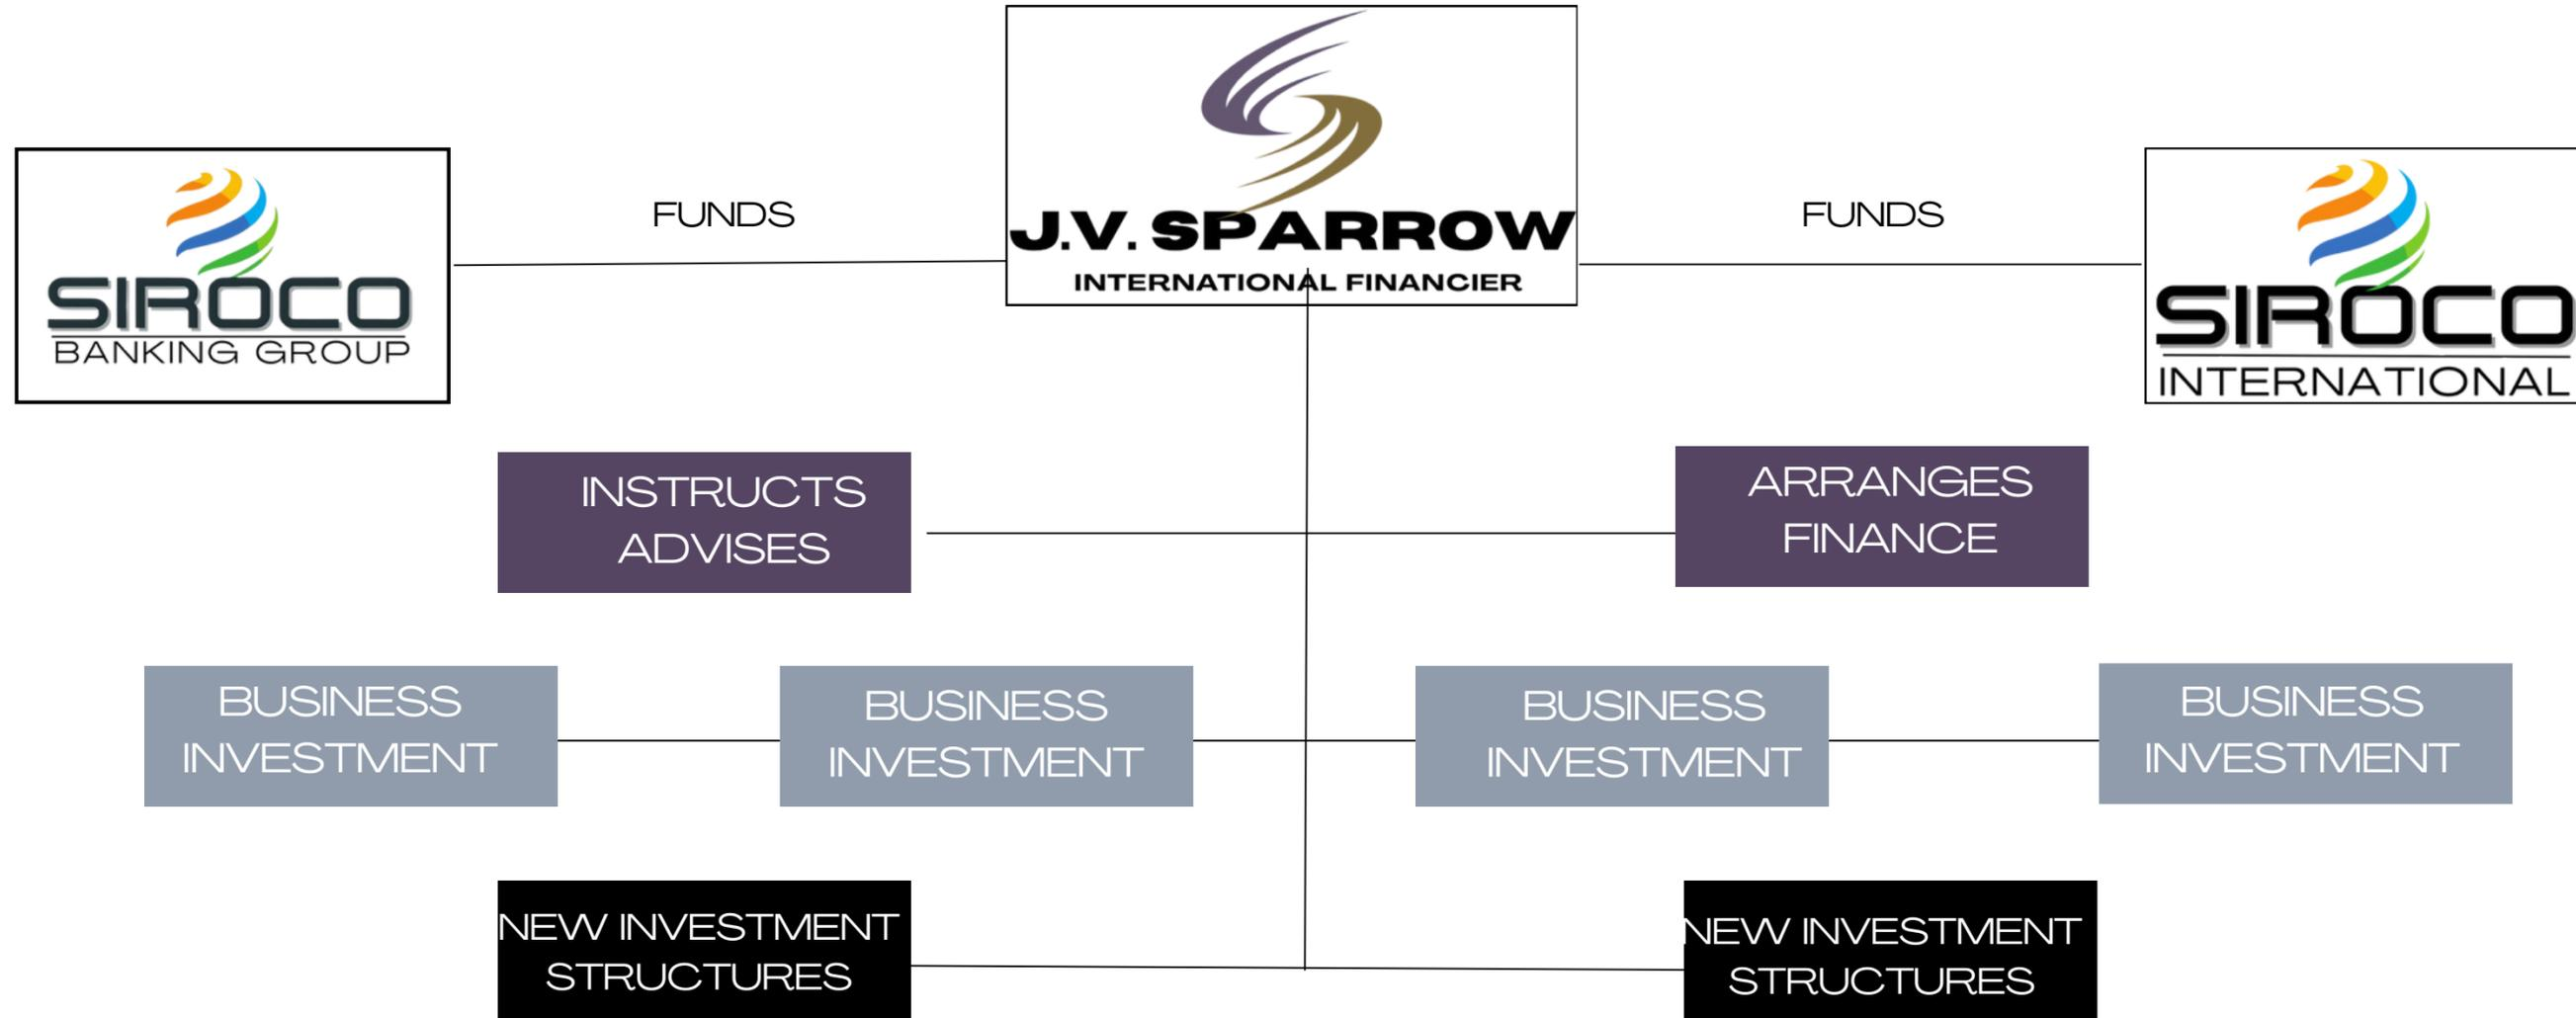 J.V. SPARROW
INTERNATIONAL FINANCIER
SIROCO
BANKING GROUP
FUNDS
FUNDS
SIROCO
INTERNATIONAL
INSTRUCTS
ADVISES
ARRANGES
FINANCE
BUSINESS
INVESTMENT
BUSINESS
INVESTMENT
BUSINESS
INVESTMENT
BUSINESS
INVESTMENT
NEW INVESTMENT
STRUCTURES
NEW INVESTMENT
STRUCTURES